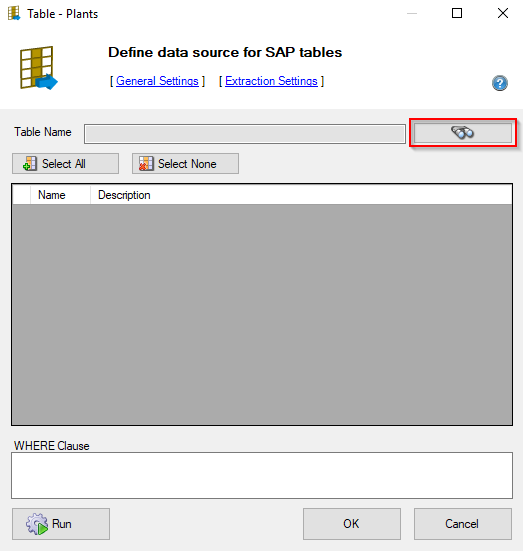 Table - Plants
Define data source for SAP tables
[ General Settings ] [ Extraction Settings ]
?
Table Name
Select All Select None
Name Description
WHERE Clause
Run OK Cancel